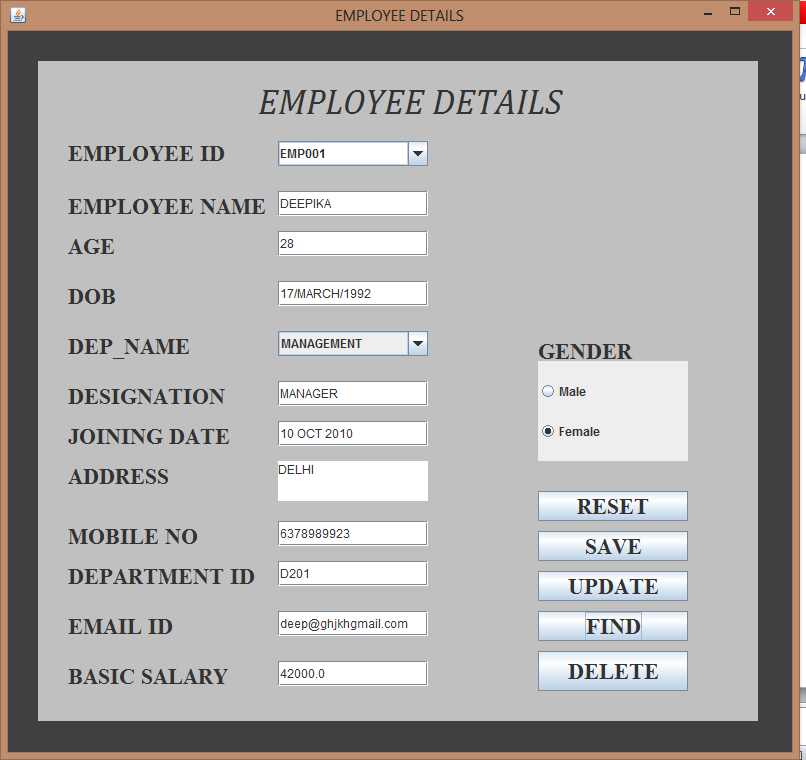 EMPLOYEE DETAILS
EMPLOYEE DETAILS
EMPLOYEE ID EMP001
EMPLOYEE NAME DEEPIKA
AGE 28
DOB 17/MARCH/1992
DEP_NAME MANAGEMENT
DESIGNATION MANAGER
JOINING DATE 10 OCT 2010
ADDRESS DELHI
MOBILE NO 6378989923
DEPARTMENT ID D201
EMAIL ID deep@ghjkhgmail.com
BASIC SALARY 42000.0
GENDER
Male
Female
RESET
SAVE
UPDATE
FIND
DELETE